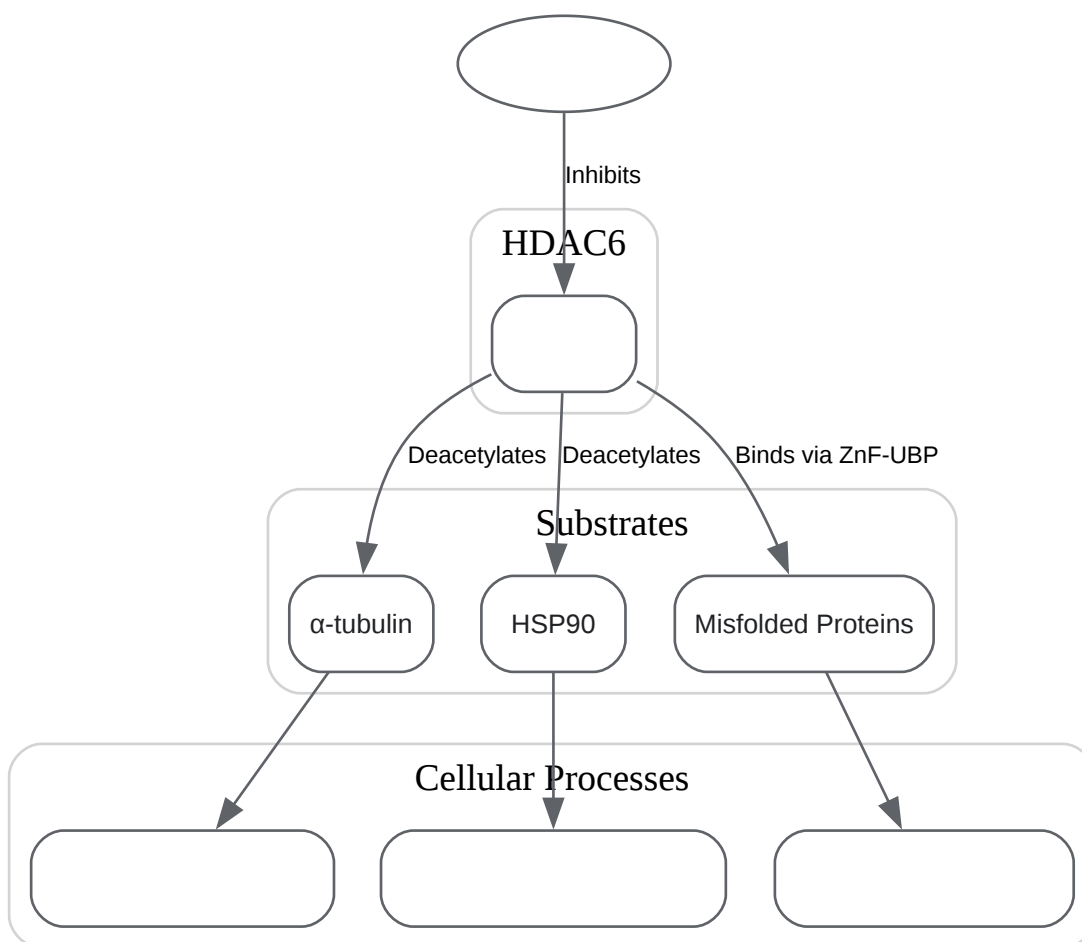 Inhibits
HDAC6
Deacetylates
Deacetylates
Binds via ZnF-UBP
Substrates
α-tubulin
HSP90
Misfolded Proteins
Cellular Processes